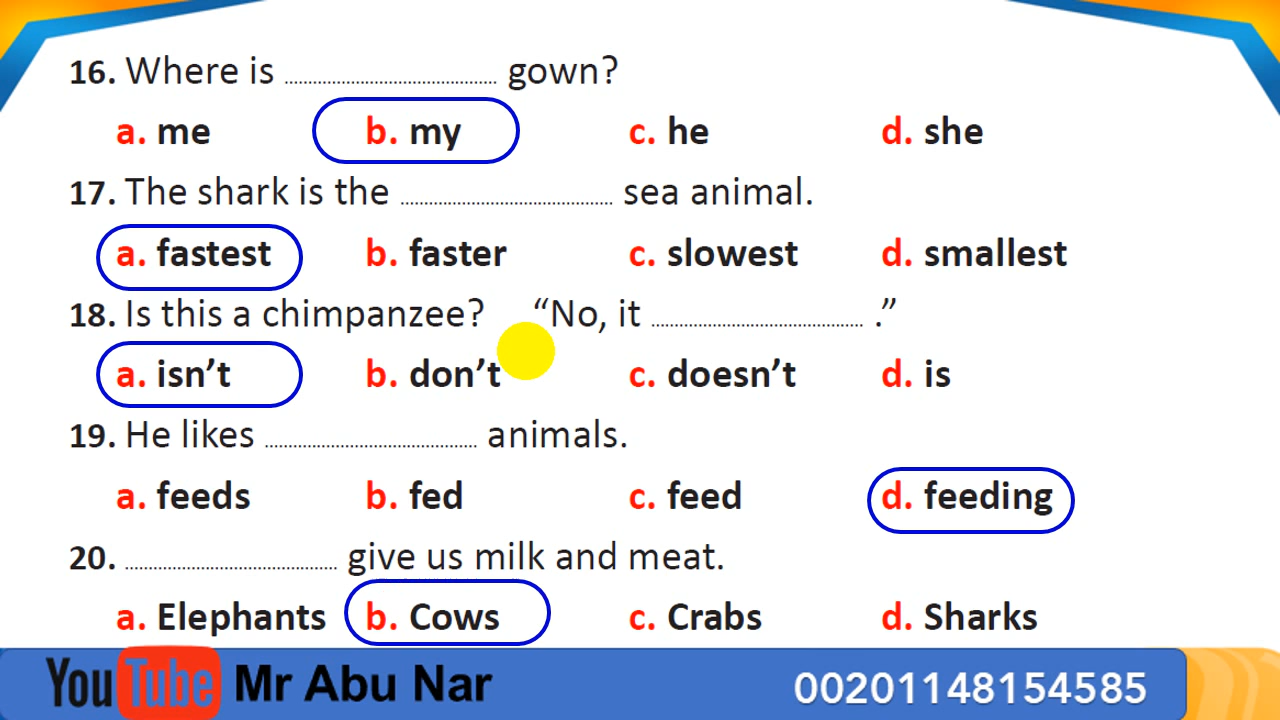 16. Where is ........................................ gown?
a. me b. my c. he d. she
17. The shark is the ........................................ sea animal.
a. fastest b. faster c. slowest d. smallest
18. Is this a chimpanzee? “No, it ........................................ .”
a. isn’t b. don’t c. doesn’t d. is
19. He likes ........................................ animals.
a. feeds b. fed c. feed d. feeding
20. ........................................ give us milk and meat.
a. Elephants b. Cows c. Crabs d. Sharks
YouTube Mr Abu Nar 00201148154585